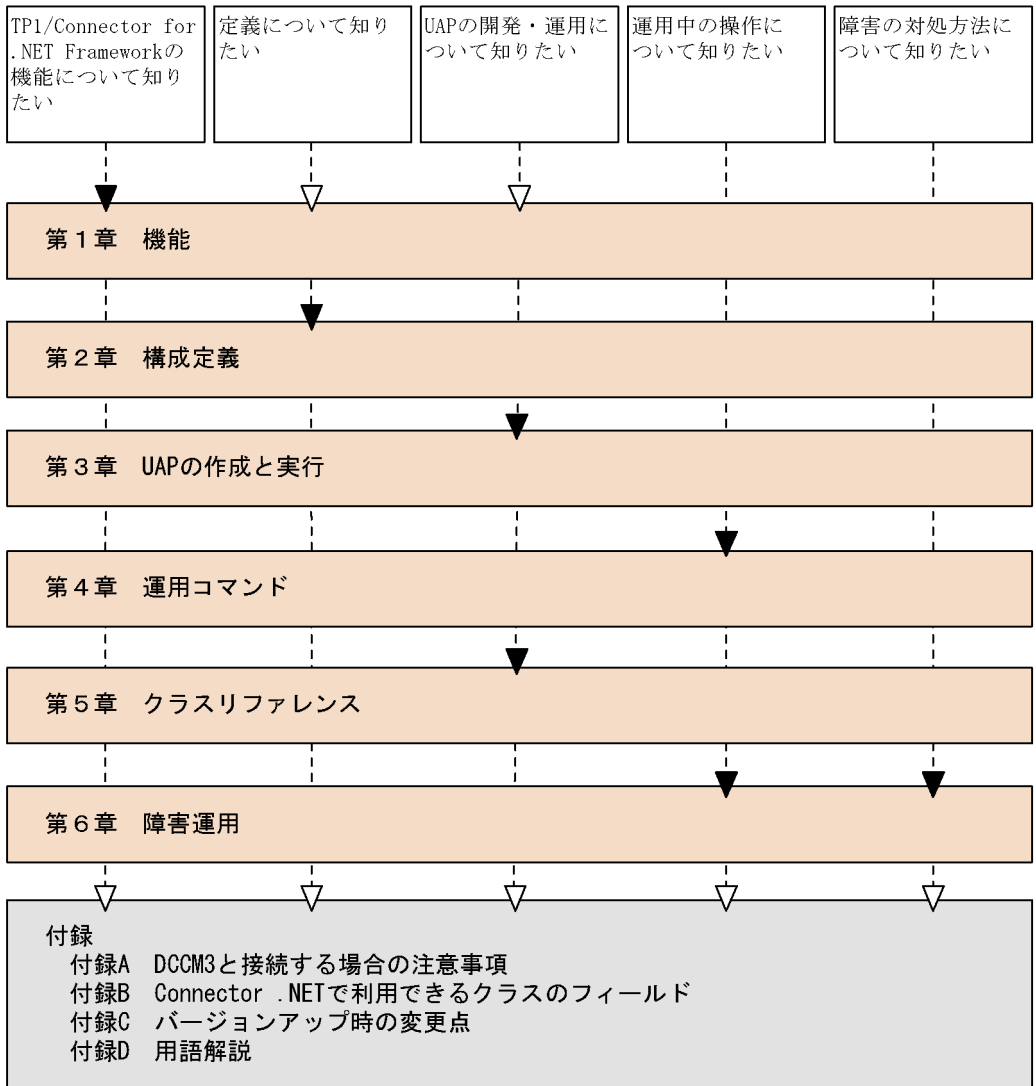 TP1/Connector for
.NET Frameworkの
機能について知り
たい
定義について知り
たい
UAPの開発・運用に
ついて知りたい
運用中の操作に
ついて知りたい
障害の対処方法に
ついて知りたい
第１章　機能
第２章　構成定義
第３章　UAPの作成と実行
第４章　運用コマンド
第５章　クラスリファレンス
第６章　障害運用
付録
付録A　DCCM3と接続する場合の注意事項
付録B　Connector .NETで利用できるクラスのフィールド
付録C　バージョンアップ時の変更点
付録D　用語解説